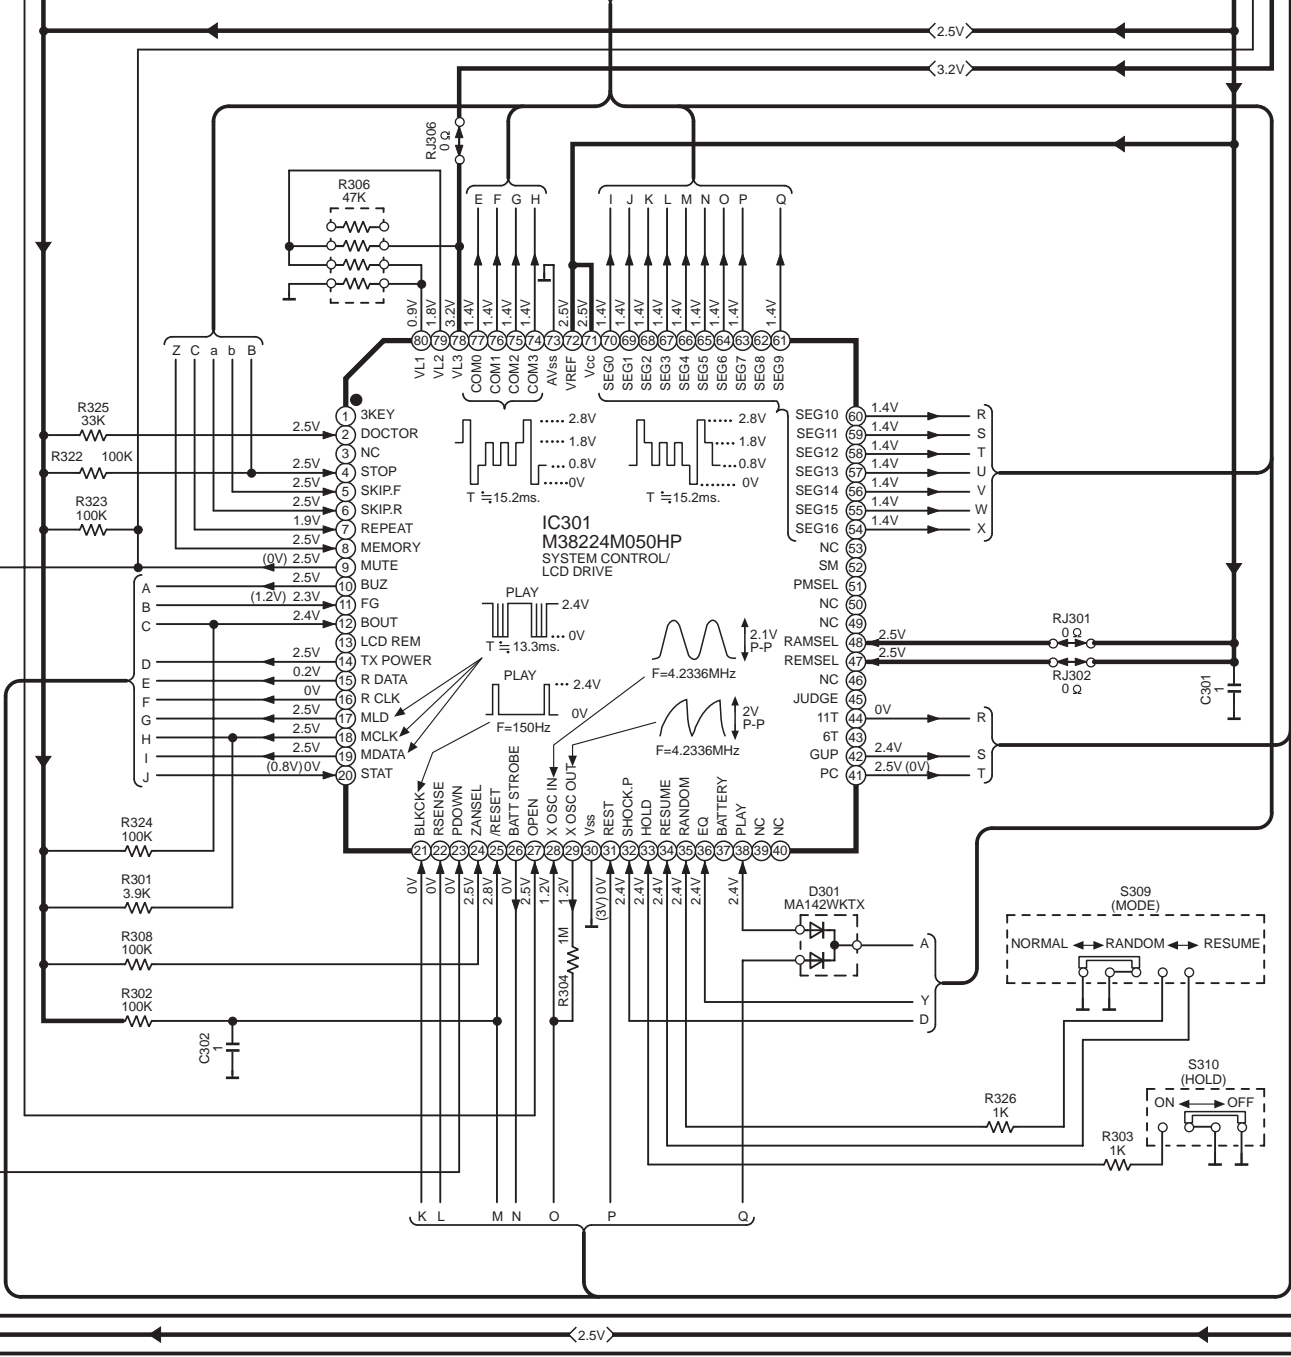 2.5V
3.2V
RJ306
0 Ω
R306
47K
E F G H
I J K L M N O P Q
0.9V 1.8V 3.2V 1.4V 1.4V 1.4V 1.4V 2.5V 2.5V 1.4V 1.4V 1.4V 1.4V 1.4V 1.4V 1.4V 1.4V 1.4V
80 79 78 77 76 75 74 73 72 71 70 69 68 67 66 65 64 63 62 61
VL1 VL2 VL3 COM0 COM1 COM2 COM3 AVss VREF Vcc SEG0 SEG1 SEG2 SEG3 SEG4 SEG5 SEG6 SEG7 SEG8 SEG9
Z C a b B
R325
33K
R322 100K
R323
100K
1 3KEY
2.5V 2 DOCTOR
3 NC
2.5V 4 STOP
2.5V 5 SKIP.F
2.5V 6 SKIP.R
1.9V 7 REPEAT
2.5V 8 MEMORY
(0V) 2.5V 9 MUTE
A 2.5V 10 BUZ
B (1.2V) 2.3V 11 FG
C 2.4V 12 BOUT
13 LCD REM
D 2.5V 14 TX POWER
E 0.2V 15 R DATA
F 0V 16 R CLK
G 2.5V 17 MLD
H 2.5V 18 MCLK
I 2.5V 19 MDATA
J (0.8V) 0V 20 STAT
2.8V
1.8V
0.8V
0V
T ≒15.2ms.
2.8V
1.8V
0.8V
0V
T ≒15.2ms.
IC301
M38224M050HP
SYSTEM CONTROL/
LCD DRIVE
PLAY
2.4V
0V
T ≒ 13.3ms.
PLAY
2.4V
0V
F=150Hz
2.1V
P-P
F=4.2336MHz
2V
P-P
F=4.2336MHz
SEG10 60 1.4V R
SEG11 59 1.4V S
SEG12 58 1.4V T
SEG13 57 1.4V U
SEG14 56 1.4V V
SEG15 55 1.4V W
SEG16 54 1.4V X
NC 53
SM 52
PMSEL 51
NC 50
NC 49
RAMSEL 48 2.5V
REMSEL 47 2.5V
NC 46
JUDGE 45
11T 44 0V R
6T 43
GUP 42 2.4V S
PC 41 2.5V (0V) T
RJ301
0 Ω
RJ302
0 Ω
C301
1
BLKCK RSENSE PDOWN ZANSEL /RESET BATT STROBE OPEN X OSC IN X OSC OUT Vss REST SHOCK.P HOLD RESUME RANDOM EQ BATTERY PLAY NC NC
21 22 23 24 25 26 27 28 29 30 31 32 33 34 35 36 37 38 39 40
0V 0V 0V 2.5V 2.8V 0V 2.5V 1.2V 1.2V (3V) 0V 2.4V 2.4V 2.4V 2.4V 2.4V 2.4V
R324
100K
R301
3.9K
R308
100K
R302
100K
C302
1
R304 1M
D301
MA142WKTX
A
Y
D
S309
(MODE)
NORMAL RANDOM RESUME
S310
(HOLD)
ON OFF
R326
1K
R303
1K
K L M N O P Q
2.5V